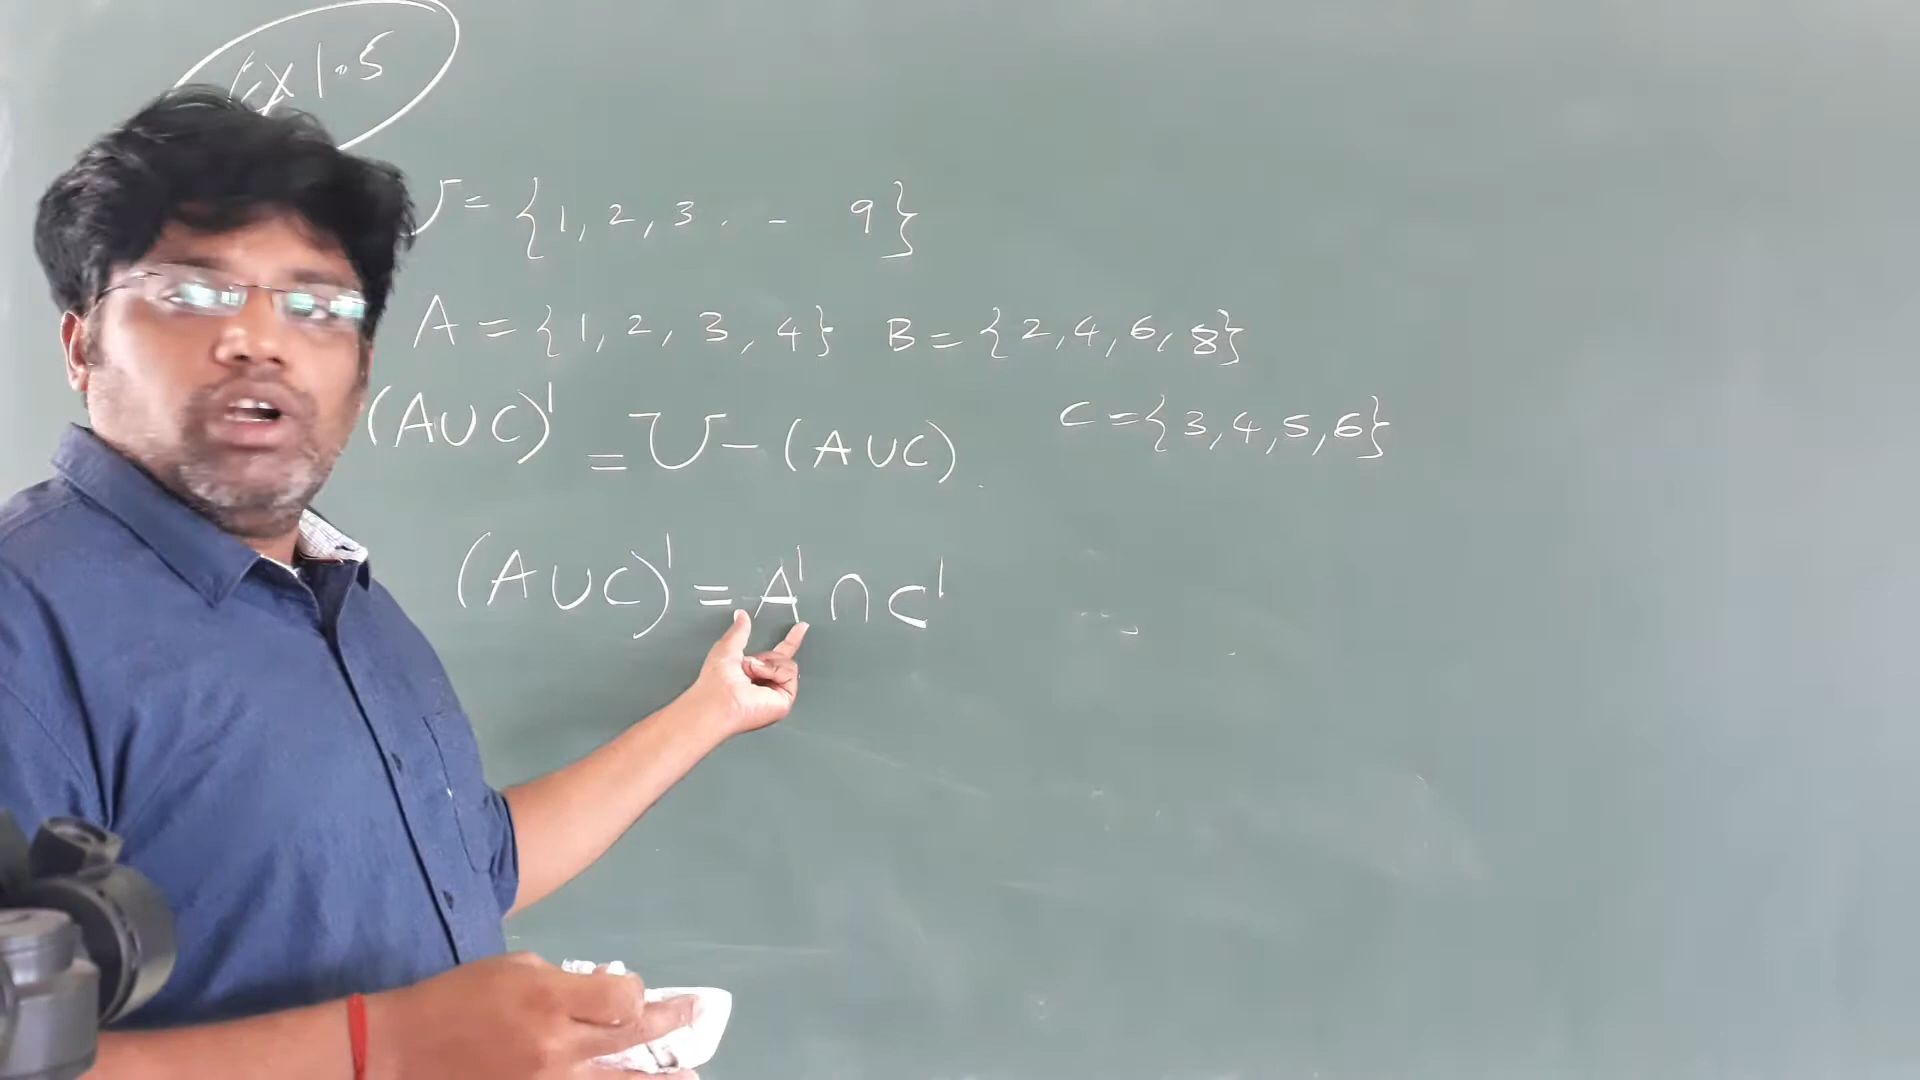 Ex 1.5
U = {1, 2, 3 . . 9}
A = {1, 2, 3, 4} B = {2, 4, 6, 8}
(A∪C)' = U - (A∪C).
C = {3, 4, 5, 6}
(A∪C)' = A' ∩ C'